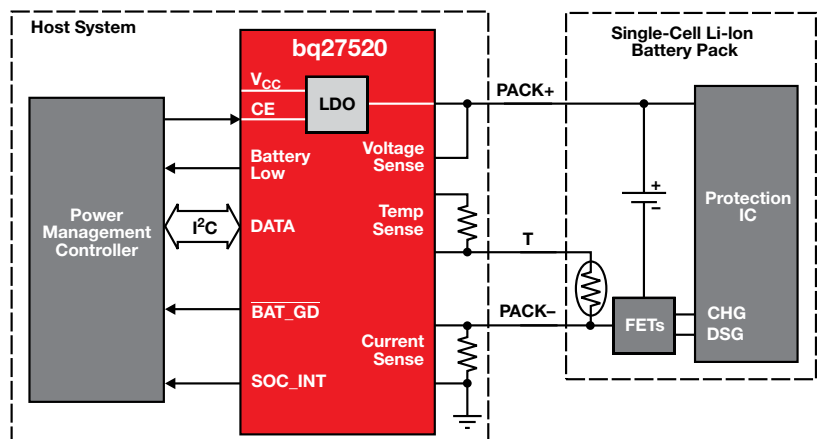 Host System
bq27520
Single-Cell Li-Ion
Battery Pack
VCC
LDO
CE
PACK+
Battery
Low
Voltage
Sense
+
–
Protection
IC
Power
Management
Controller
I²C
DATA
Temp
Sense
T
BAT_GD
PACK–
FETs
CHG
DSG
Current
Sense
SOC_INT